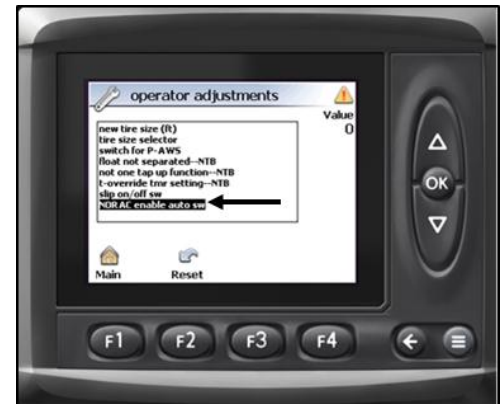 operator adjustments
Value
0
new tire size (ft)
tire size selector
switch for P-AWS
float not separated--NTB
not one tap up function--NTB
t-override tmr setting--NTB
slip on/off sw
NORAC enable auto sw
Main
Reset
OK
F1
F2
F3
F4